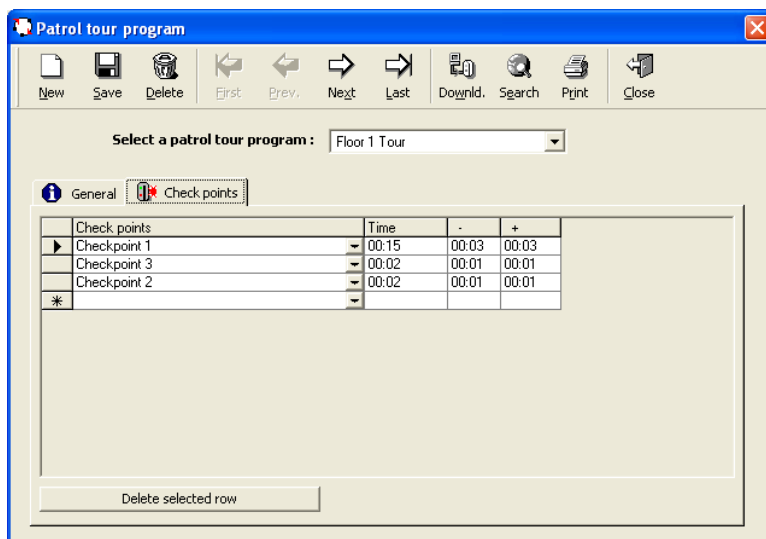 Patrol tour program
New Save Delete First Prev. Next Last Downld. Search Print Close
Select a patrol tour program : Floor 1 Tour
General Check points
Check points Time - +
Checkpoint 1 00:15 00:03 00:03
Checkpoint 3 00:02 00:01 00:01
Checkpoint 2 00:02 00:01 00:01
Delete selected row